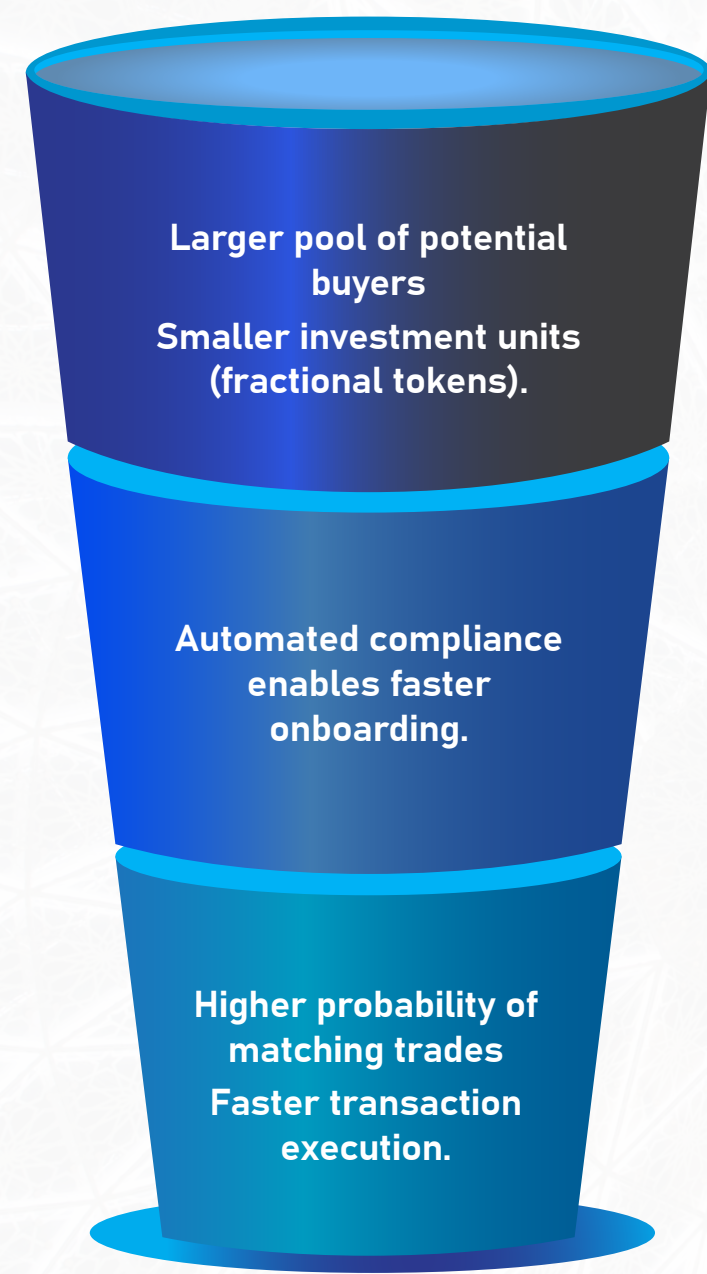 Larger pool of potential
buyers
Smaller investment units
(fractional tokens).
Automated compliance
enables faster
onboarding.
Higher probability of
matching trades
Faster transaction
execution.